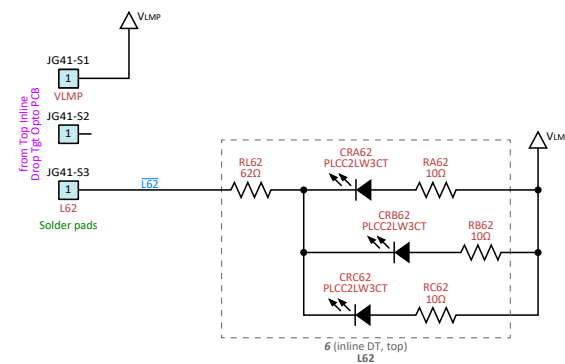 VLMP
JG41-S1
1
VLMP
from Top Inline
Drop Tgt Opto PCB
JG41-S2
1
JG41-S3
1
L62
Solder pads
L62
RL62
62Ω
CRA62
PLCC2LW3CT
RA62
10Ω
VLM
CRB62
PLCC2LW3CT
RB62
10Ω
CRC62
PLCC2LW3CT
RC62
10Ω
6 (inline DT, top)
L62